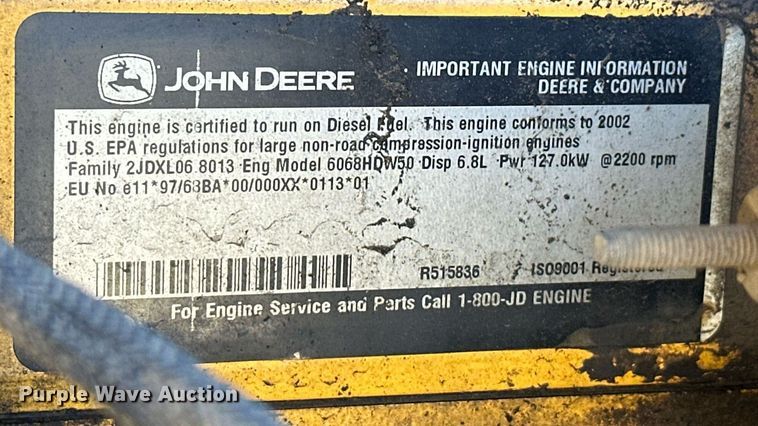 JOHN DEERE
IMPORTANT ENGINE INFORMATION
DEERE & COMPANY
This engine is certified to run on Diesel Fuel. This engine conforms to 2002
U.S. EPA regulations for large non-road compression-ignition engines
Family 2JDXL06.8013 Eng Model 6068HDW50 Disp 6.8L Pwr 127.0kW @2200 rpm
EU No e11*97/68BA*00/000XX*0113*01
R515836 ISO9001 Registered
For Engine Service and Parts Call 1-800-JD ENGINE
Purple Wave Auction